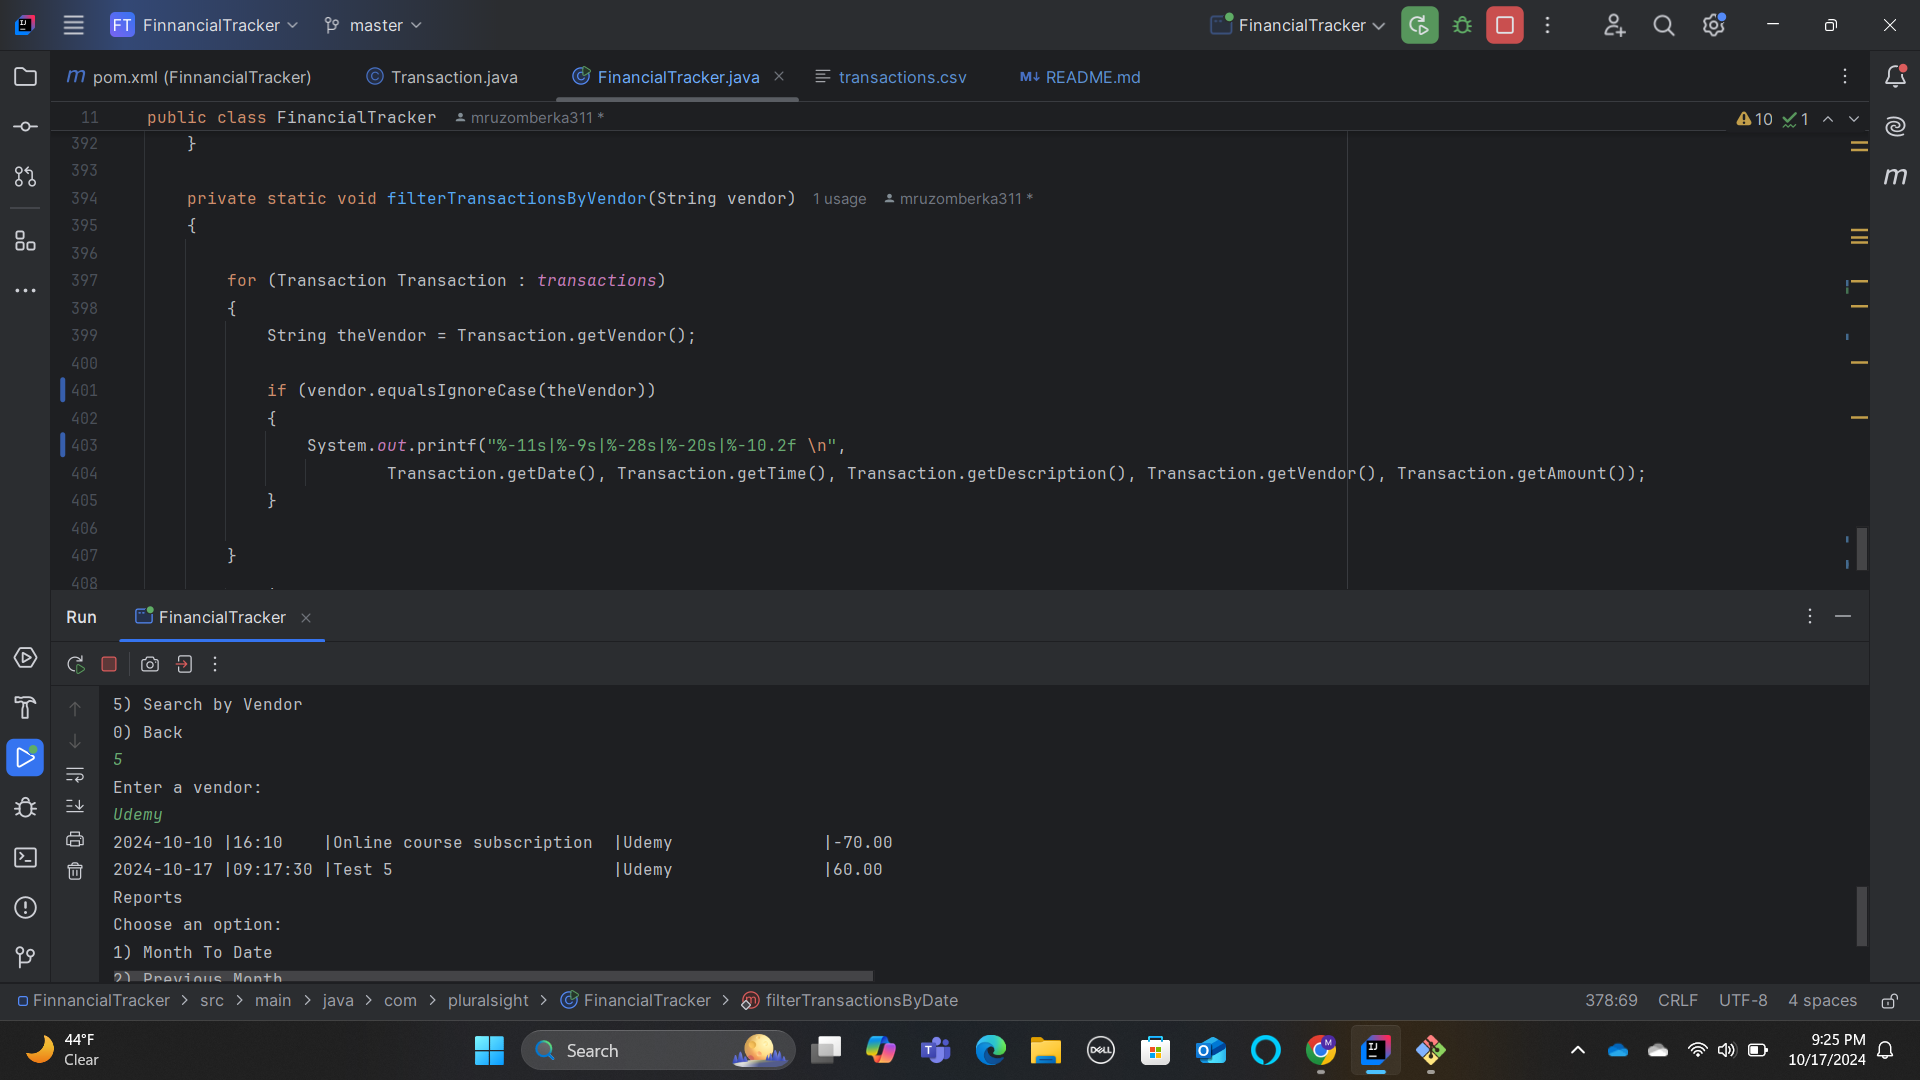 FT FinnancialTracker master FinancialTracker
pom.xml (FinnancialTracker) Transaction.java FinancialTracker.java transactions.csv README.md
11 public class FinancialTracker mruzomberka311 * 10 1
392 }
393
394 private static void filterTransactionsByVendor(String vendor) 1 usage mruzomberka311 *
395 {
396
397 for (Transaction Transaction : transactions)
398 {
399 String theVendor = Transaction.getVendor();
400
401 if (vendor.equalsIgnoreCase(theVendor))
402 {
403 System.out.printf("%-11s|%-9s|%-28s|%-20s|%-10.2f \n",
404 Transaction.getDate(), Transaction.getTime(), Transaction.getDescription(), Transaction.getVendor(), Transaction.getAmount());
405 }
406
407 }
408
Run FinancialTracker
5) Search by Vendor
0) Back
5
Enter a vendor:
Udemy
2024-10-10 |16:10 |Online course subscription |Udemy |-70.00
2024-10-17 |09:17:30 |Test 5 |Udemy |60.00
Reports
Choose an option:
1) Month To Date
2) Previous Month
FinnancialTracker > src > main > java > com > pluralsight > FinancialTracker > filterTransactionsByDate 378:69 CRLF UTF-8 4 spaces
44°F
Clear
Search
9:25 PM
10/17/2024